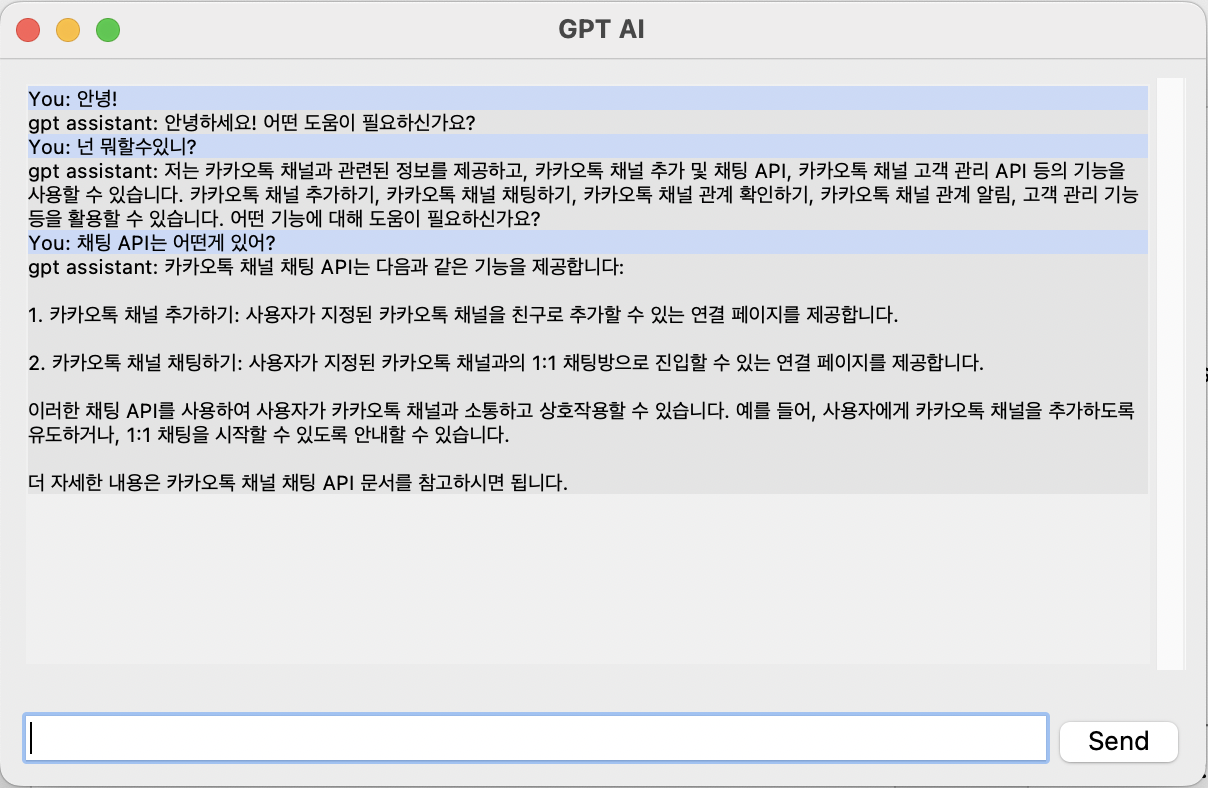 GPT AI
You: 안녕!
gpt assistant: 안녕하세요! 어떤 도움이 필요하신가요?
You: 넌 뭐할수있니?
gpt assistant: 저는 카카오톡 채널과 관련된 정보를 제공하고, 카카오톡 채널 추가 및 채팅 API, 카카오톡 채널 고객 관리 API 등의 기능을
사용할 수 있습니다. 카카오톡 채널 추가하기, 카카오톡 채널 채팅하기, 카카오톡 채널 관계 확인하기, 카카오톡 채널 관계 알림, 고객 관리 기능
등을 활용할 수 있습니다. 어떤 기능에 대해 도움이 필요하신가요?
You: 채팅 API는 어떤게 있어?
gpt assistant: 카카오톡 채널 채팅 API는 다음과 같은 기능을 제공합니다:
1. 카카오톡 채널 추가하기: 사용자가 지정된 카카오톡 채널을 친구로 추가할 수 있는 연결 페이지를 제공합니다.
2. 카카오톡 채널 채팅하기: 사용자가 지정된 카카오톡 채널과의 1:1 채팅방으로 진입할 수 있는 연결 페이지를 제공합니다.
이러한 채팅 API를 사용하여 사용자가 카카오톡 채널과 소통하고 상호작용할 수 있습니다. 예를 들어, 사용자에게 카카오톡 채널을 추가하도록
유도하거나, 1:1 채팅을 시작할 수 있도록 안내할 수 있습니다.
더 자세한 내용은 카카오톡 채널 채팅 API 문서를 참고하시면 됩니다.
Send